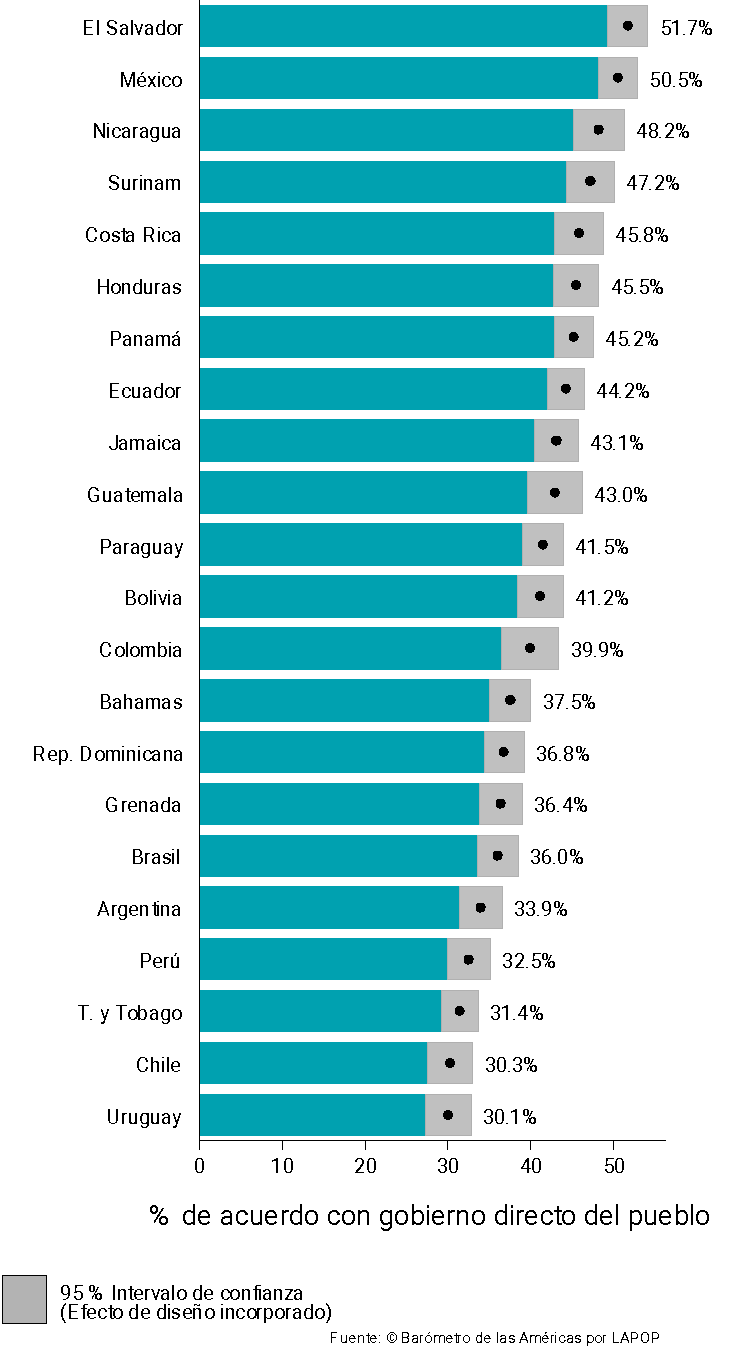 El Salvador 51.7%
México 50.5%
Nicaragua 48.2%
Surinam 47.2%
Costa Rica 45.8%
Honduras 45.5%
Panamá 45.2%
Ecuador 44.2%
Jamaica 43.1%
Guatemala 43.0%
Paraguay 41.5%
Bolivia 41.2%
Colombia 39.9%
Bahamas 37.5%
Rep. Dominicana 36.8%
Grenada 36.4%
Brasil 36.0%
Argentina 33.9%
Perú 32.5%
T. y Tobago 31.4%
Chile 30.3%
Uruguay 30.1%
0 10 20 30 40 50
% de acuerdo con gobierno directo del pueblo
95 % Intervalo de confianza
(Efecto de diseño incorporado)
Fuente: © Barómetro de las Américas por LAPOP